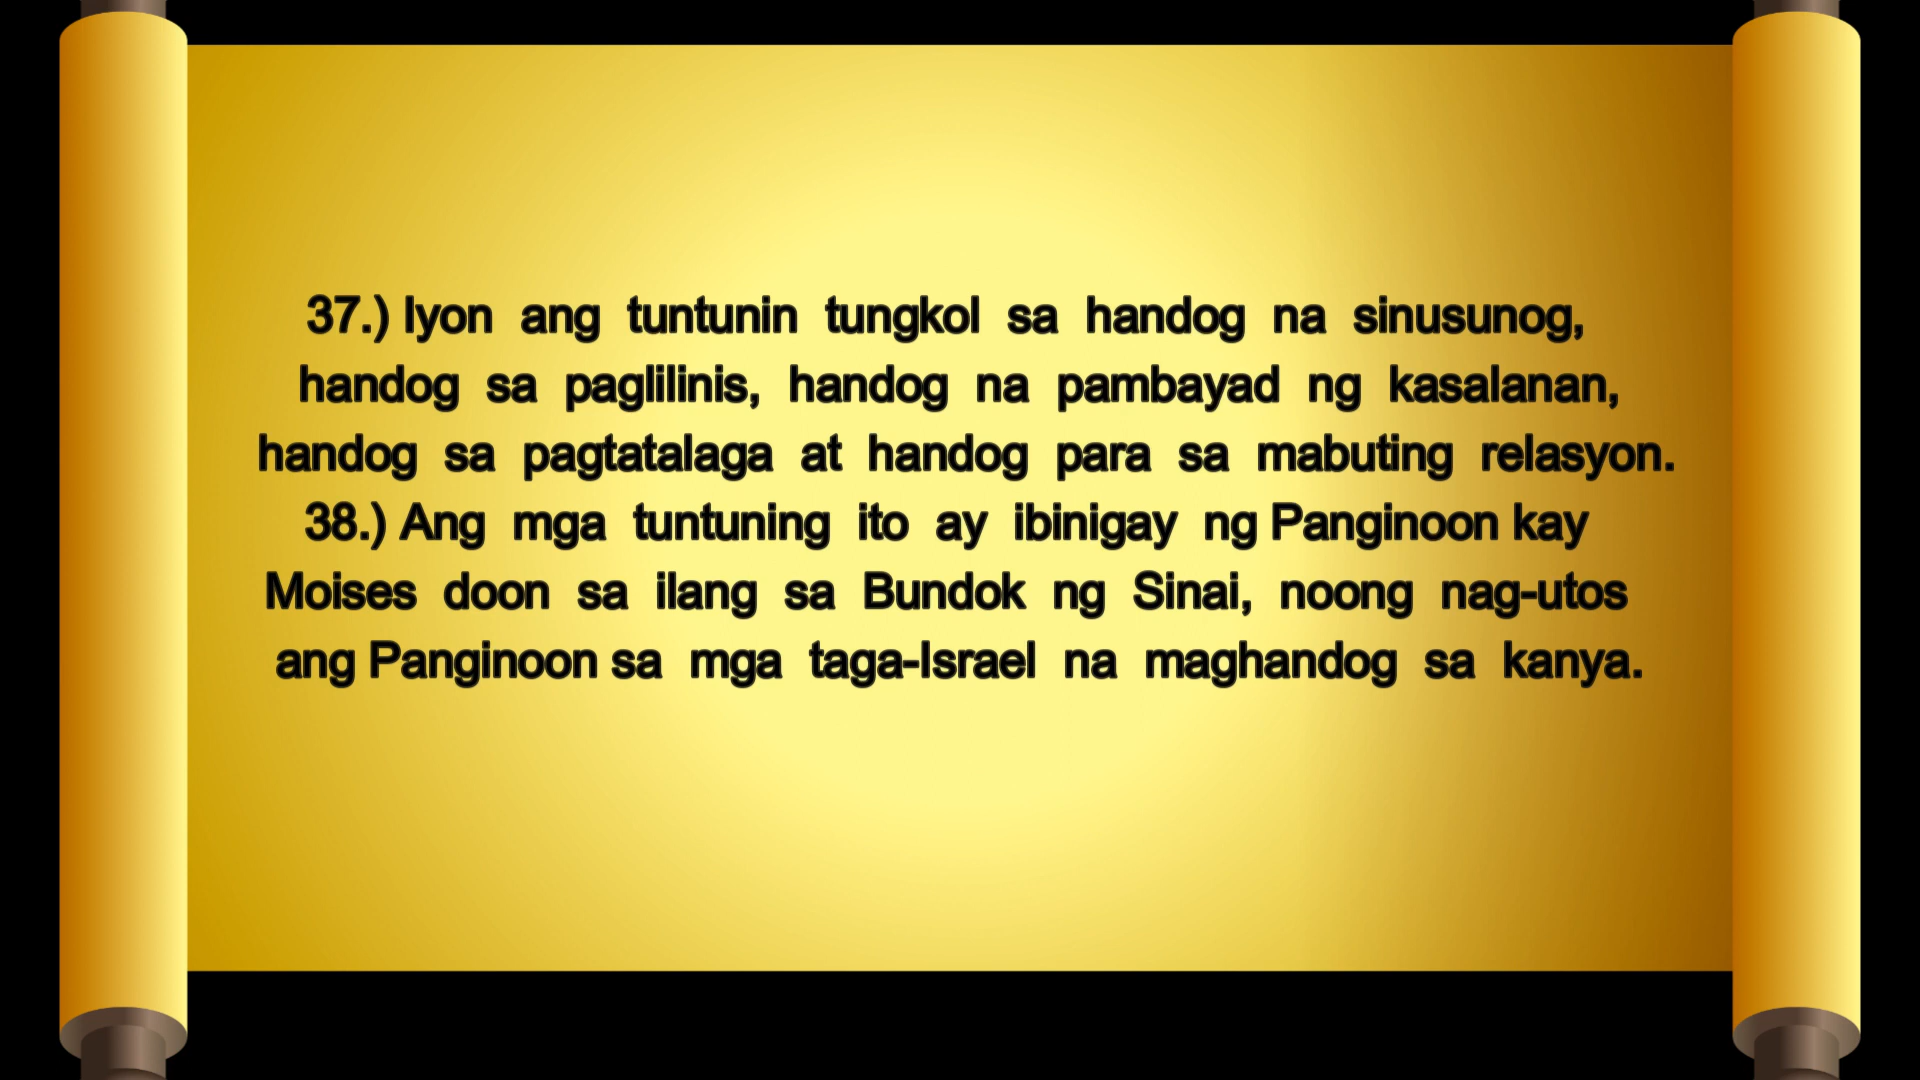 37.) Iyon ang tuntunin tungkol sa handog na sinusunog,
handog sa paglilinis, handog na pambayad ng kasalanan,
handog sa pagtatalaga at handog para sa mabuting relasyon.
38.) Ang mga tuntuning ito ay ibinigay ng Panginoon kay
Moises doon sa ilang sa Bundok ng Sinai, noong nag-utos
ang Panginoon sa mga taga-Israel na maghandog sa kanya.